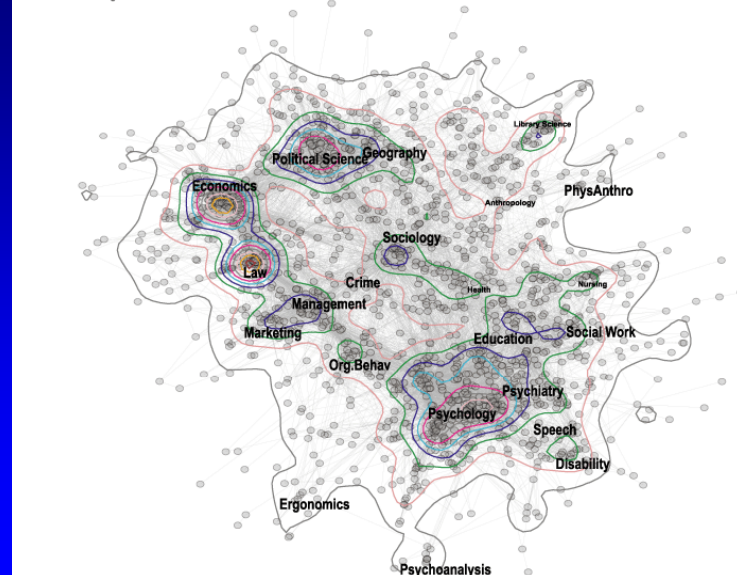 Library Science
Political Science
Geography
Economics
PhysAnthro
Anthropology
Sociology
Law
Crime
Health
Nursing
Management
Marketing
Education
Social Work
Org.Behav
Psychiatry
Psychology
Speech
Disability
Ergonomics
Psychoanalysis